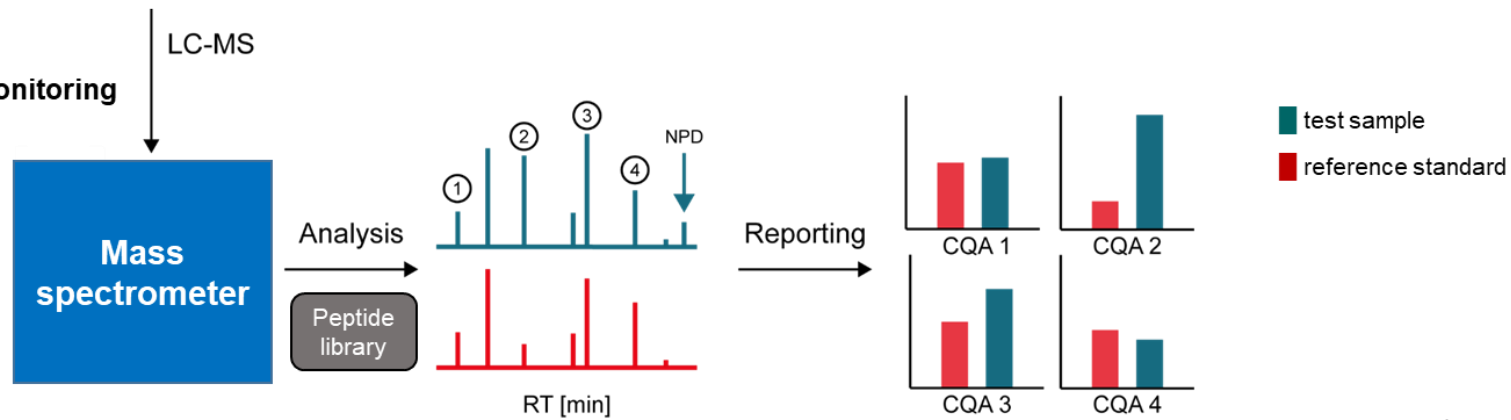 LC-MS
onitoring
Mass
spectrometer
Analysis
Peptide
library
1
2
3
4
NPD
RT [min]
Reporting
CQA 1
CQA 2
CQA 3
CQA 4
test sample
reference standard